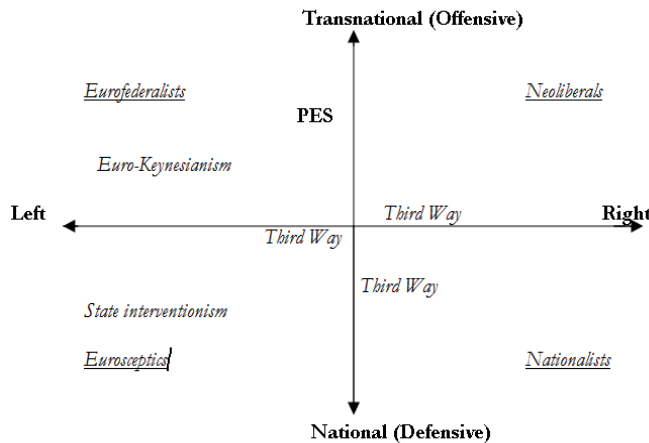 Transnational (Offensive)
Eurofederalists
Neoliberals
PES
Euro-Keynesianism
Left
Third Way
Right
Third Way
Third Way
State interventionism
Eurosceptics
Nationalists
National (Defensive)